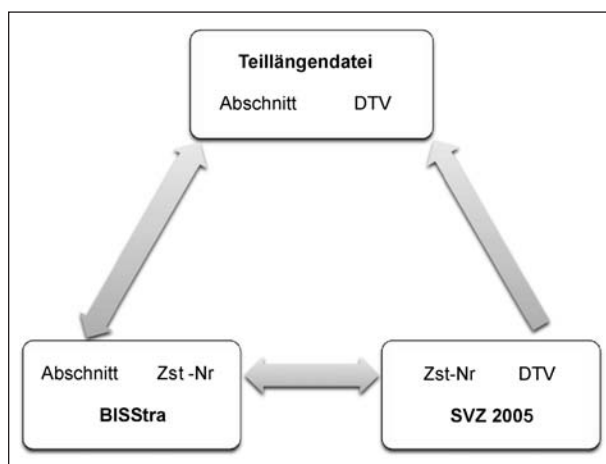 Teillängendatei
Abschnitt DTV
Abschnitt Zst -Nr
BISStra
Zst-Nr DTV
SVZ 2005